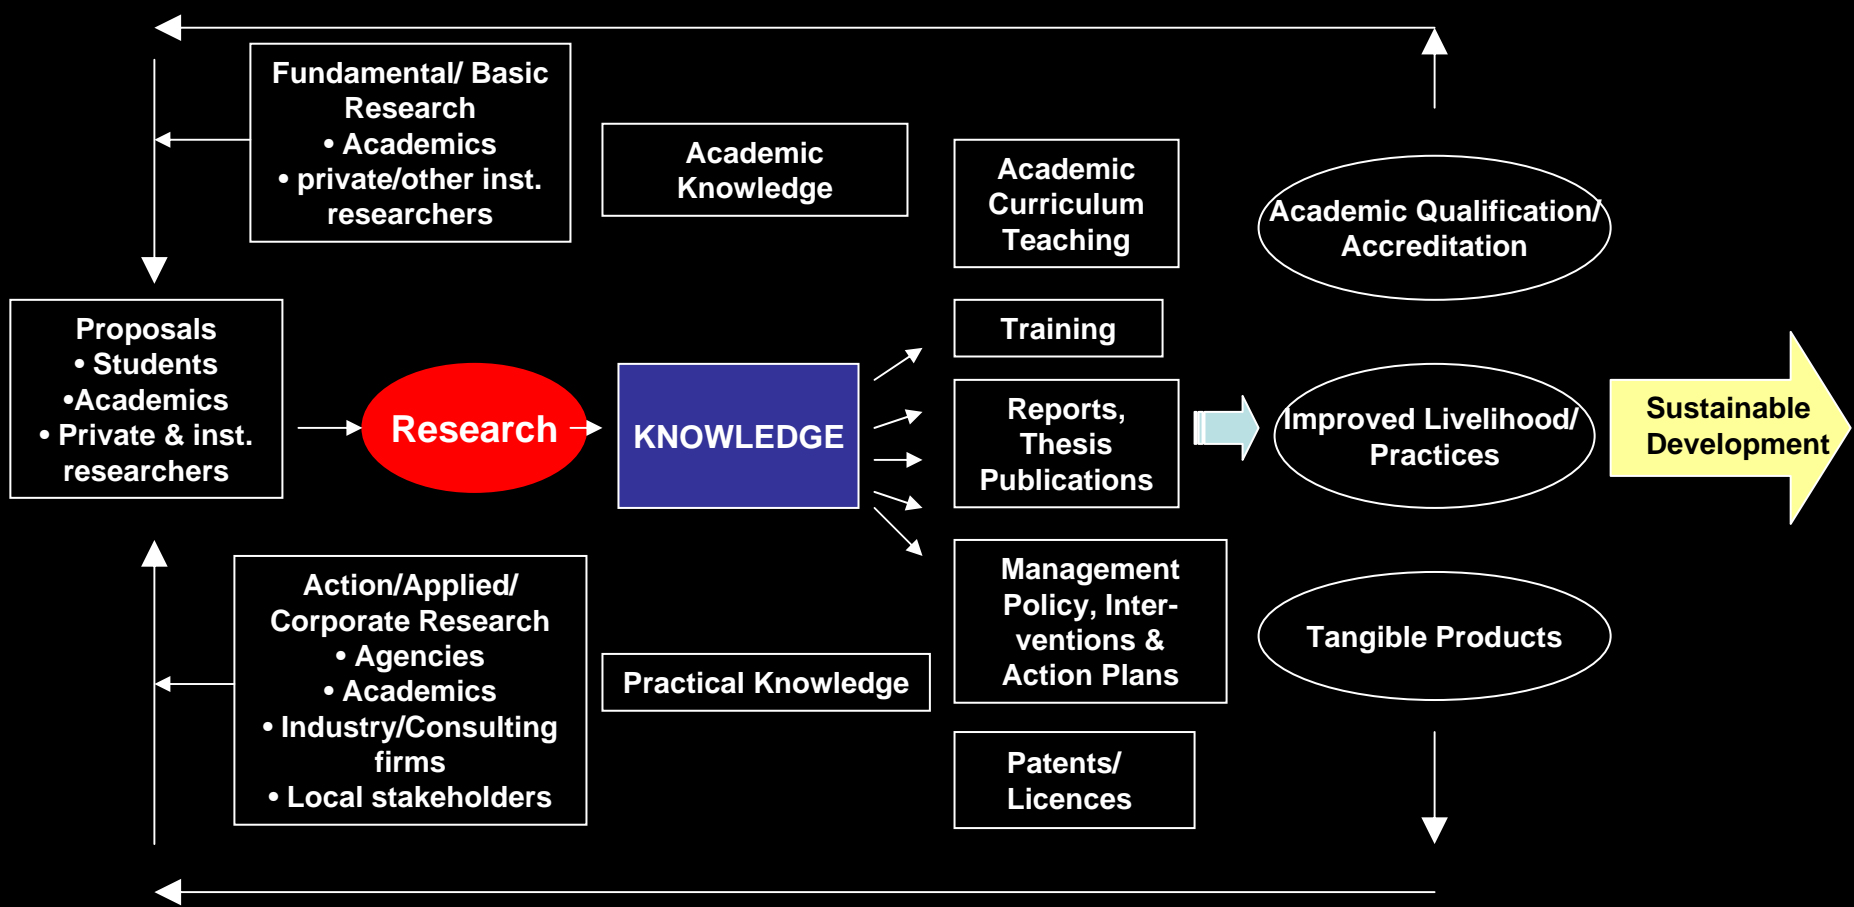 Fundamental/ Basic
Research
• Academics
• private/other inst.
researchers
Academic
Knowledge
Academic
Curriculum
Teaching
Academic Qualification/
Accreditation
Proposals
• Students
•Academics
• Private & inst.
researchers
Research
KNOWLEDGE
Training
Reports,
Thesis
Publications
Improved Livelihood/
Practices
Sustainable
Development
Action/Applied/
Corporate Research
• Agencies
• Academics
• Industry/Consulting
firms
• Local stakeholders
Practical Knowledge
Management
Policy, Inter-
ventions &
Action Plans
Tangible Products
Patents/
Licences